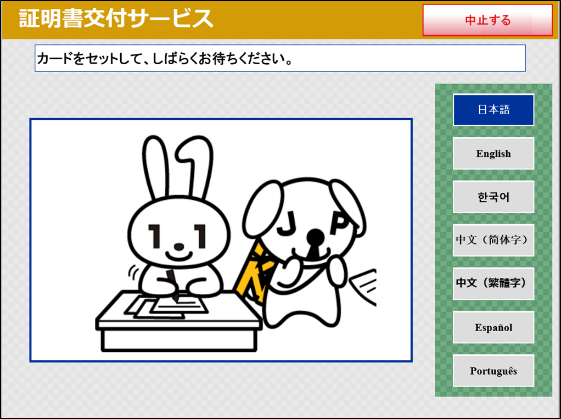 証明書交付サービス
中止する
カードをセットして、しばらくお待ちください。
日本語
English
한국어
中文（简体字）
中文（繁體字）
Español
Português
1 1
J P